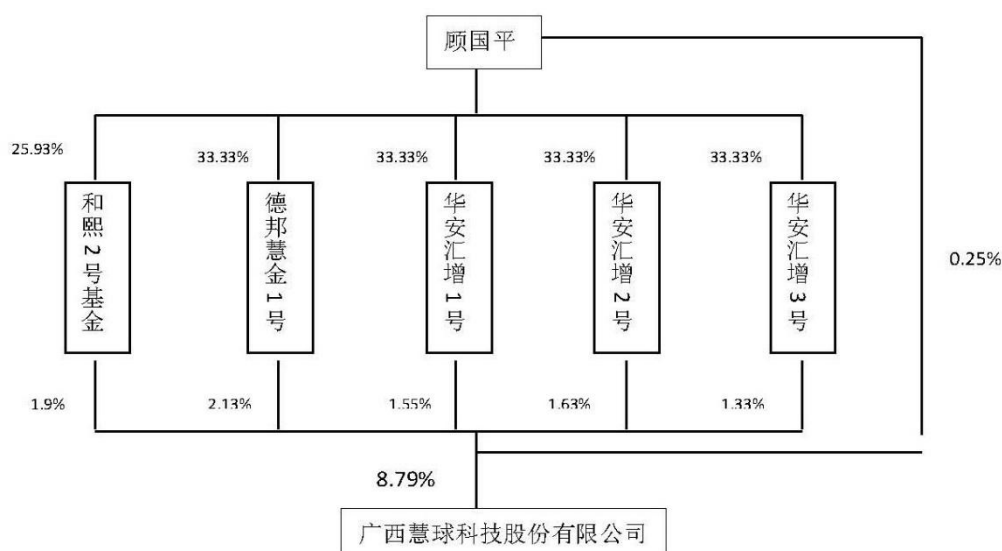 顾国平
25.93%
33.33%
33.33%
33.33%
33.33%
和熙2号基金
德邦慧金1号
华安汇增1号
华安汇增2号
华安汇增3号
0.25%
1.9%
2.13%
1.55%
1.63%
1.33%
8.79%
广西慧球科技股份有限公司